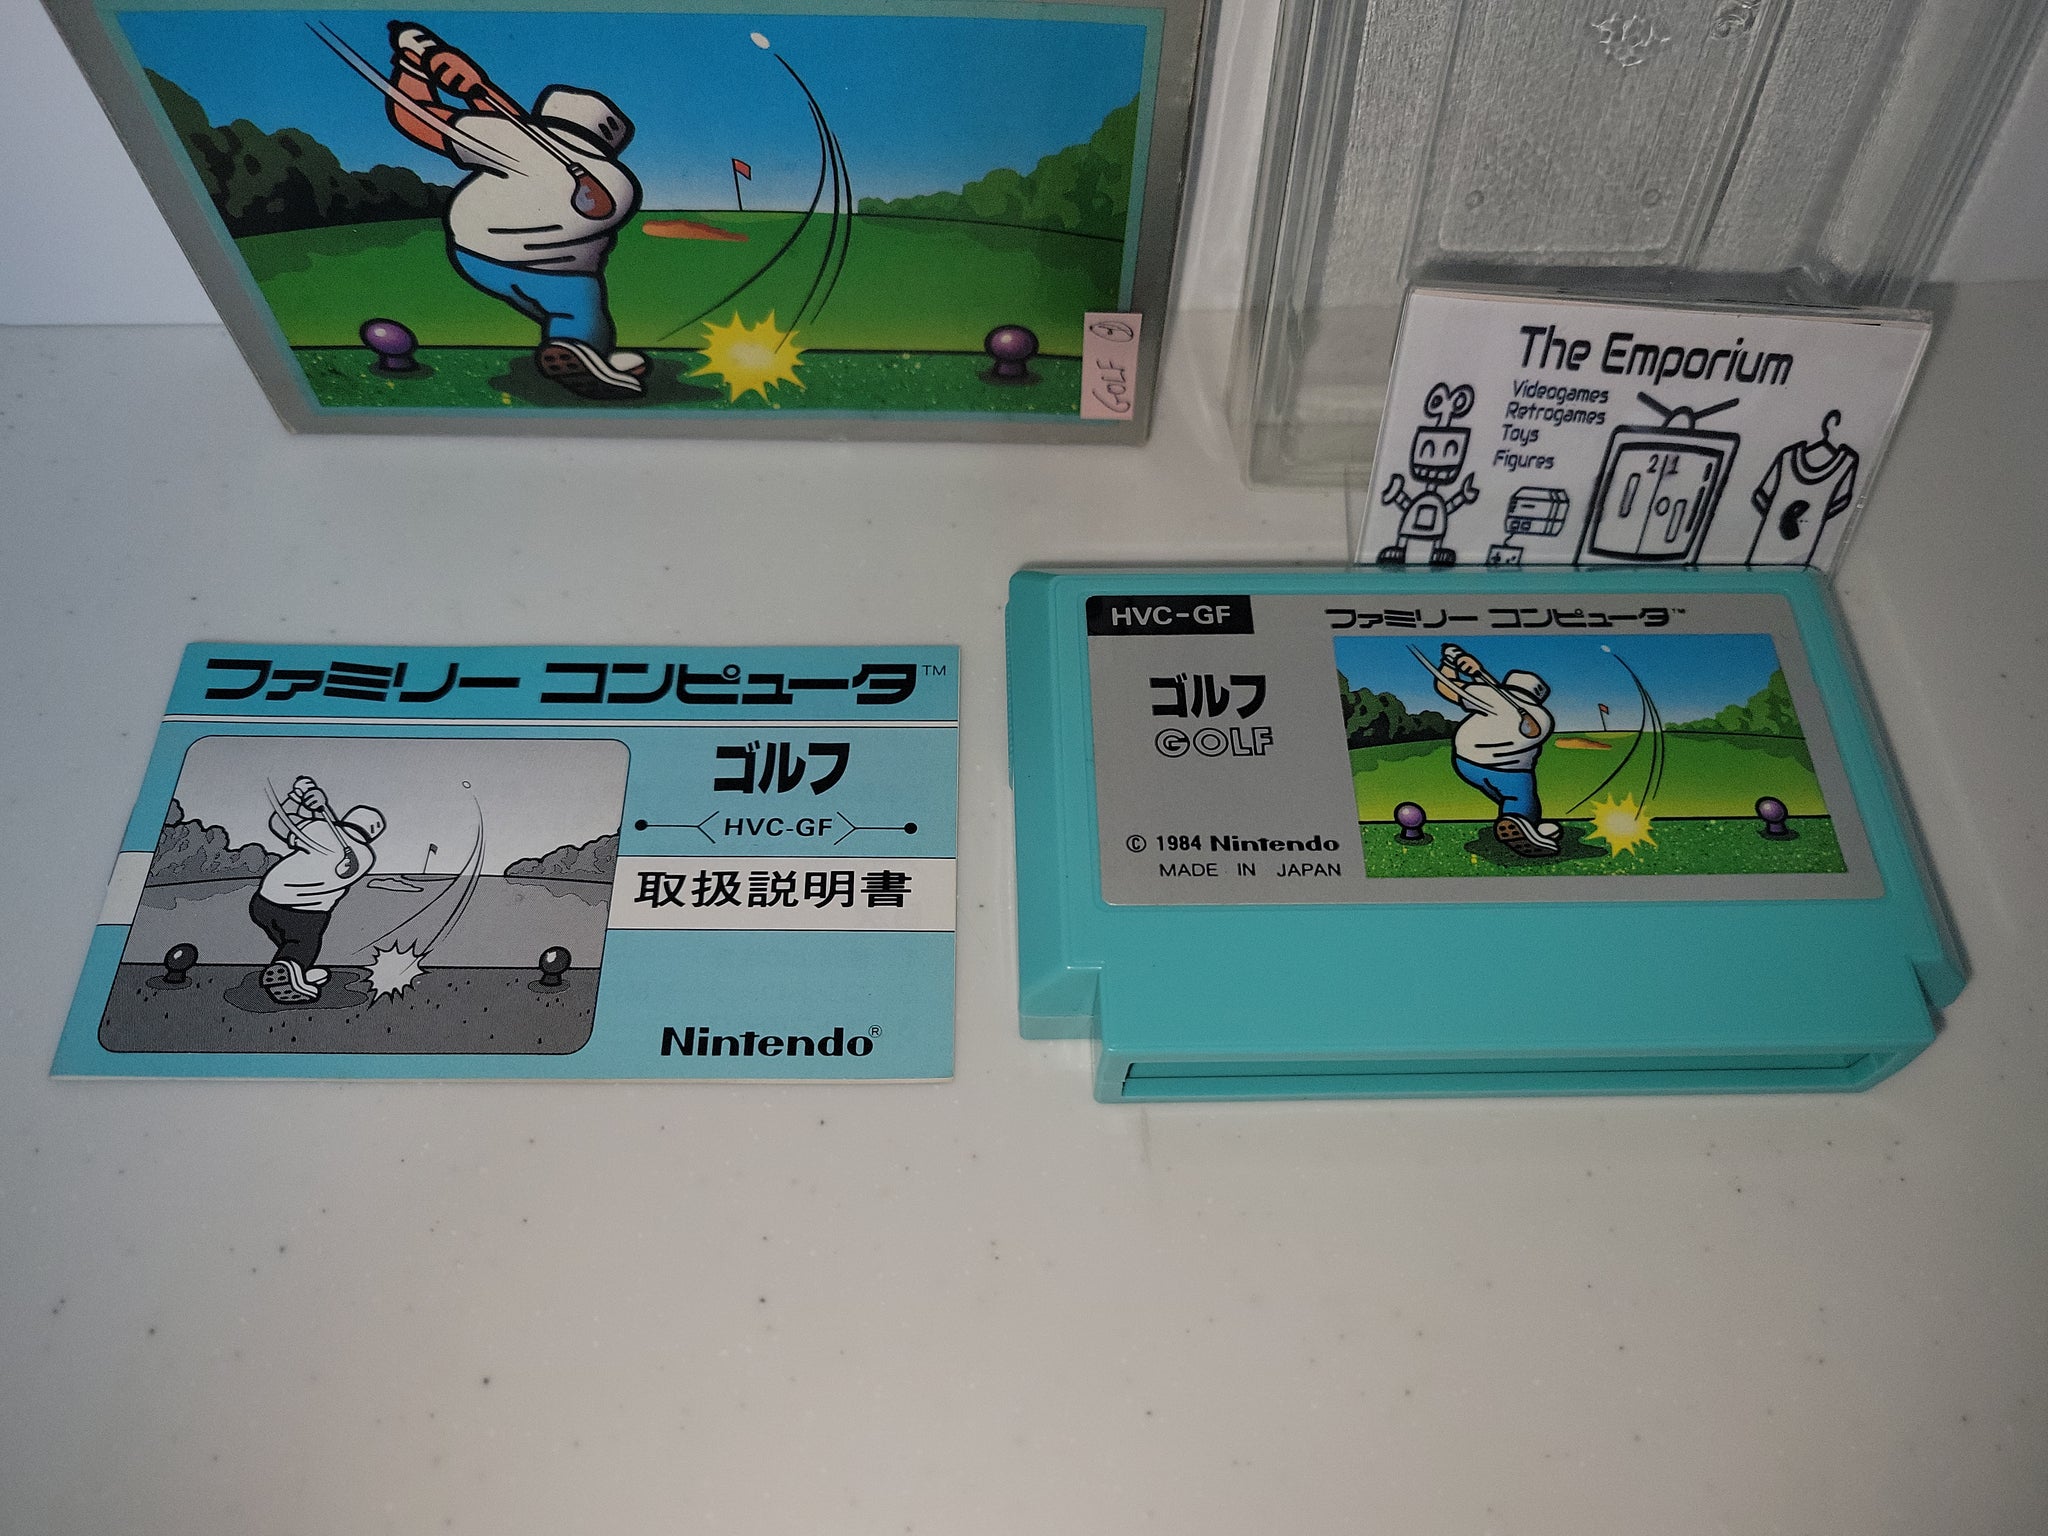 GOLF
The Emporium
Videogames
Retrogames
Toys
Figures
21
ファミリー コンピュータ™
ゴルフ
HVC-GF
取扱説明書
Nintendo®
HVC-GF
ファミリー コンピュータ™
ゴルフ
GOLF
© 1984 Nintendo
MADE IN JAPAN